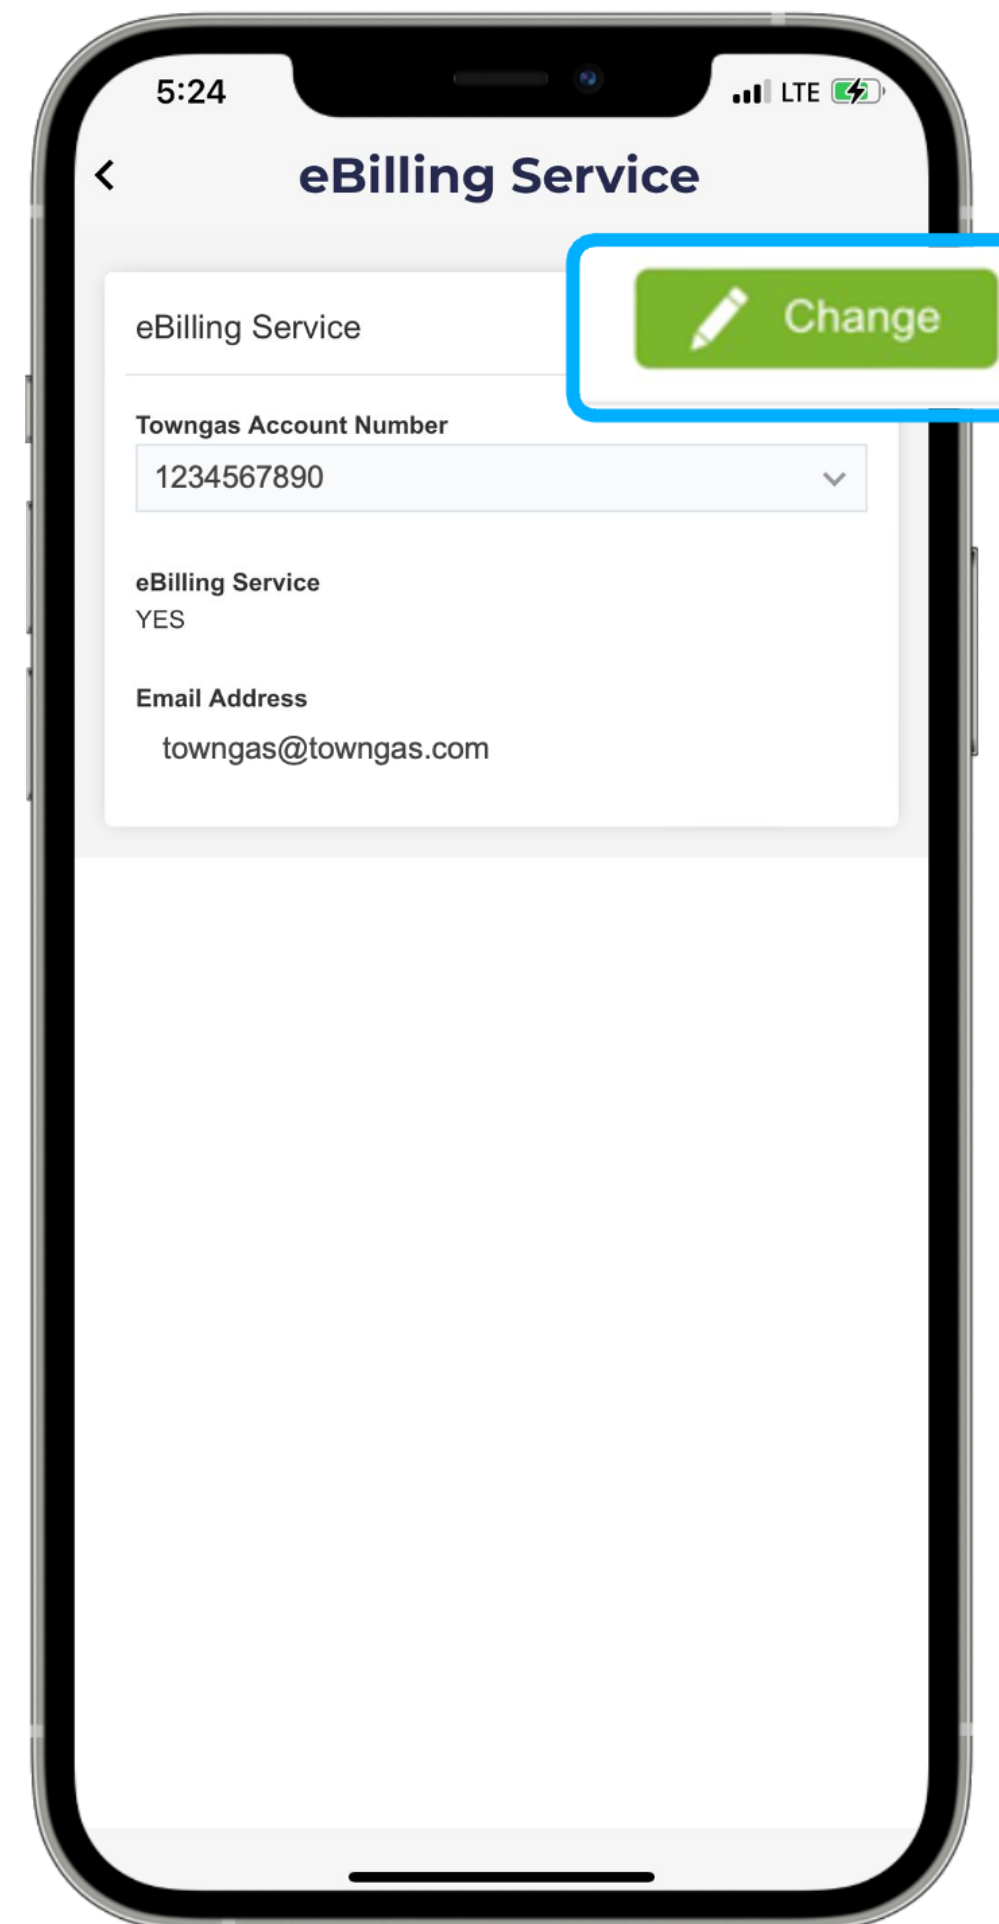 5:24 LTE
eBilling Service
eBilling Service
Change
Towngas Account Number
1234567890
eBilling Service
YES
Email Address
towngas@towngas.com